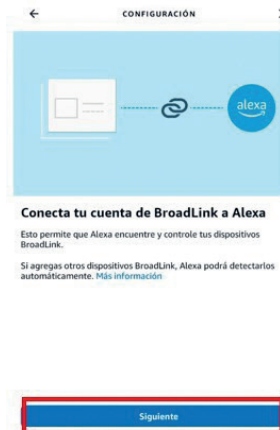 CONFIGURACIÓN
alexa
Conecta tu cuenta de BroadLink a Alexa
Esto permite que Alexa encuentre y controle tus dispositivos
BroadLink.
Si agregas otros dispositivos BroadLink, Alexa podrá detectarlos
automáticamente. Más información
Siguiente